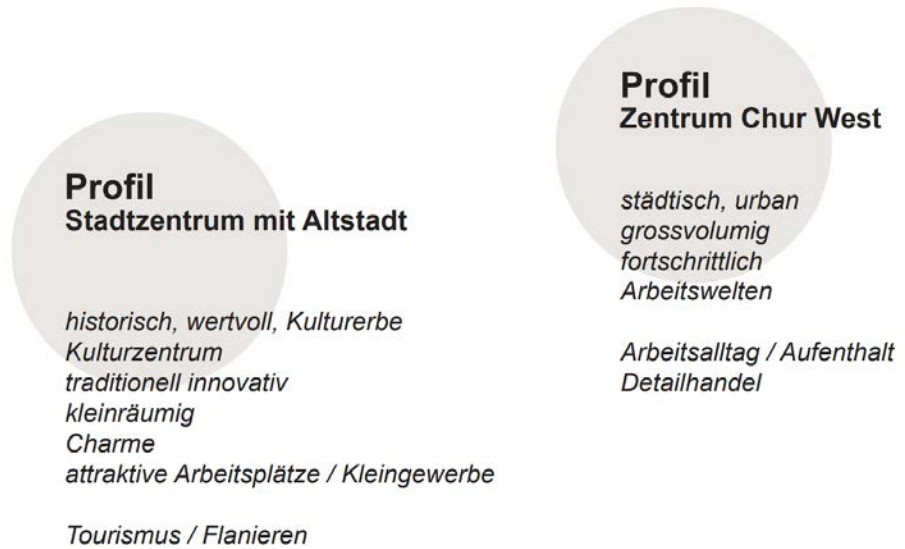 Profil
Stadtzentrum mit Altstadt
historisch, wertvoll, Kulturerbe
Kulturzentrum
traditionell innovativ
kleinräumig
Charme
attraktive Arbeitsplätze / Kleingewerbe
Tourismus / Flanieren
Profil
Zentrum Chur West
städtisch, urban
grossvolumig
fortschrittlich
Arbeitswelten
Arbeitsalltag / Aufenthalt
Detailhandel